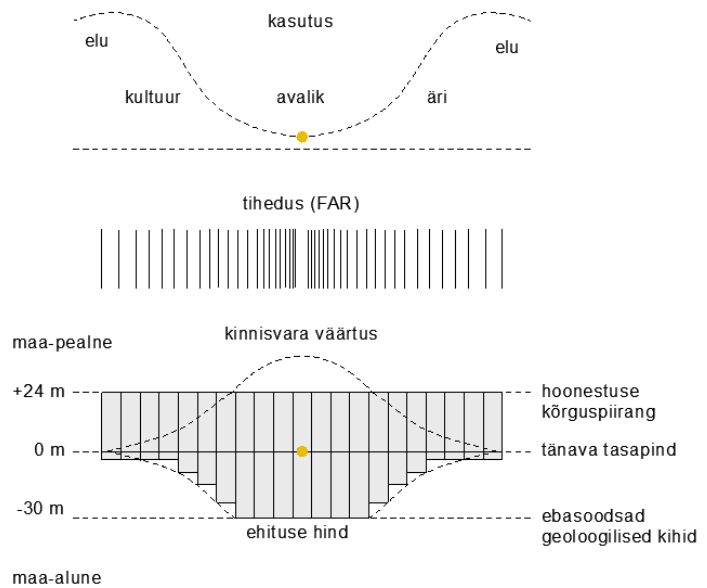 kasutus
elu
elu
kultuur
avalik
äri
tihedus (FAR)
kinnisvara väärtus
maa-pealne
+24 m
hoonestuse
kõrguspiirang
0 m
tänava tasapind
-30 m
ehituse hind
ebasoodsad
geoloogilised kihid
maa-alune